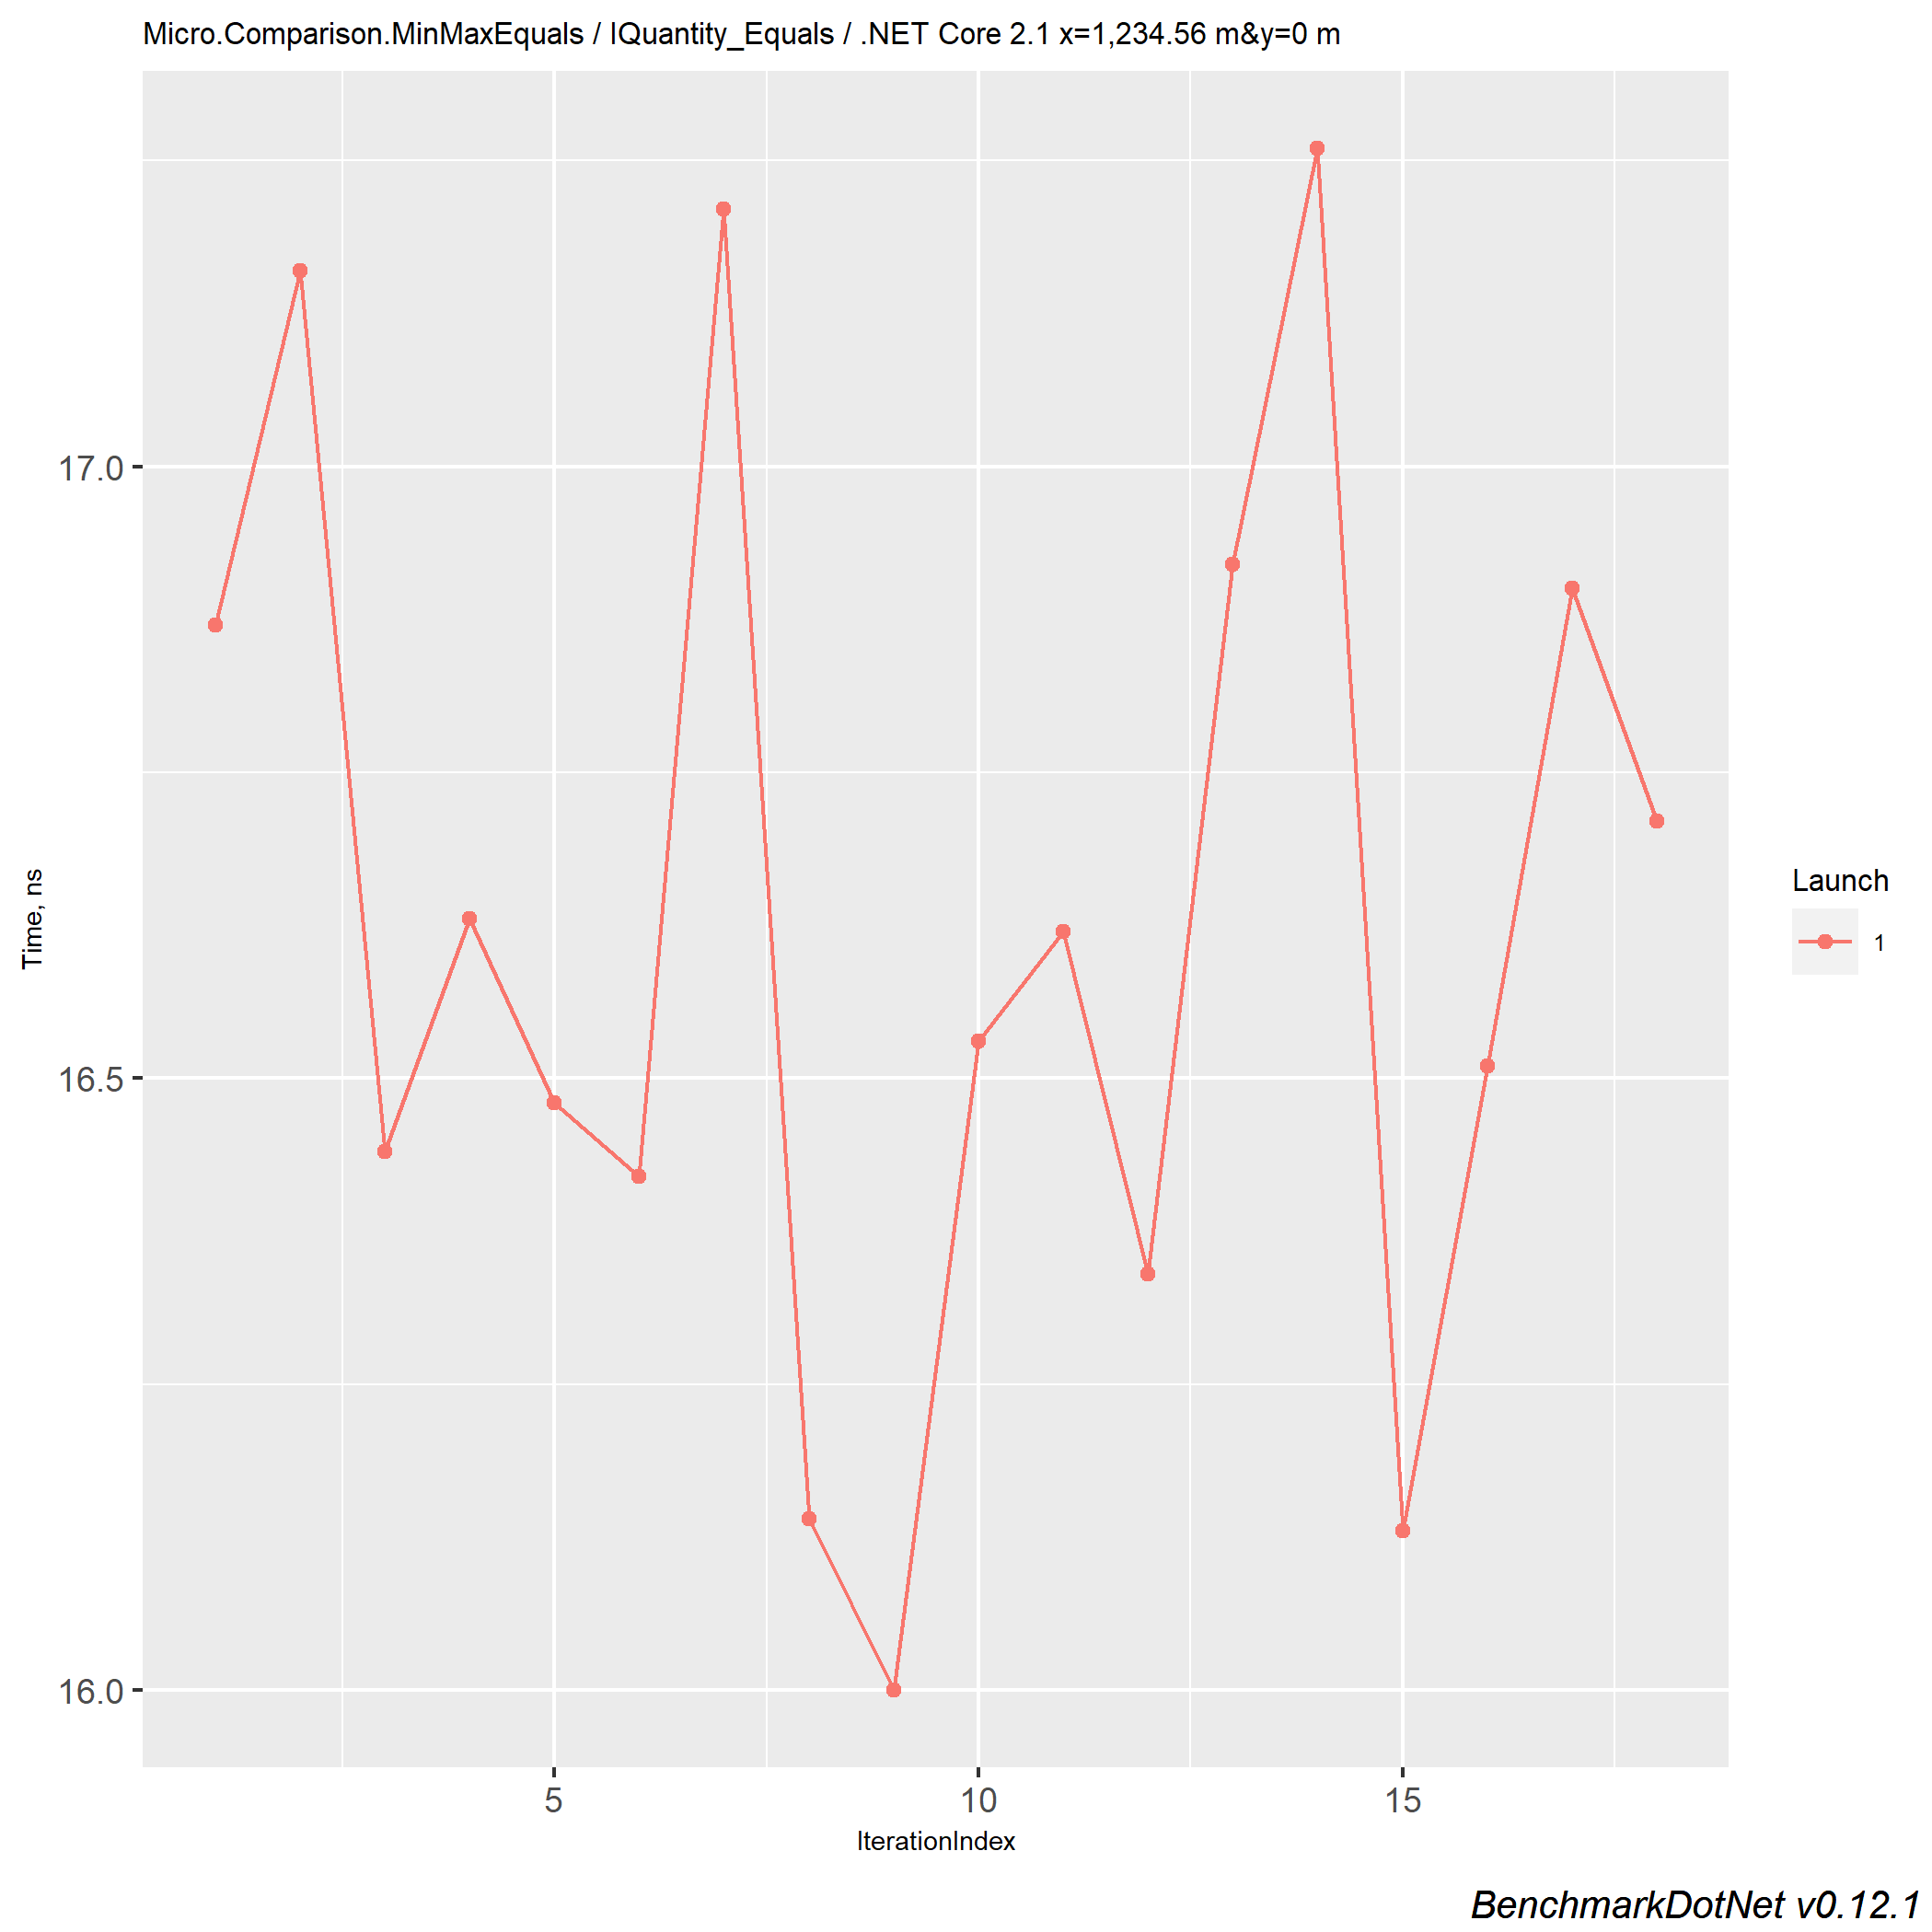 Micro.Comparison.MinMaxEquals / IQuantity_Equals / .NET Core 2.1 x=1,234.56 m&y=0 m
17.0
16.5
16.0
Time, ns
5 10 15
IterationIndex
Launch
1
BenchmarkDotNet v0.12.1